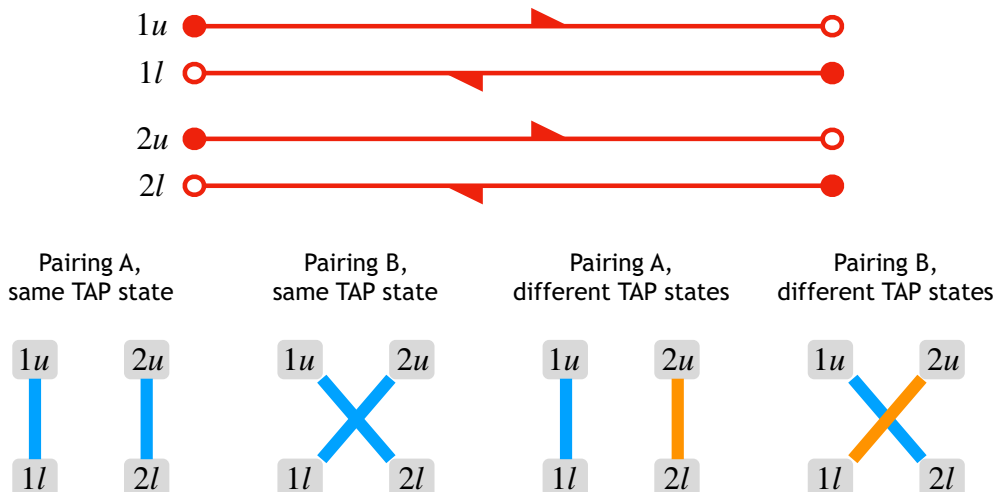 1u
1l
2u
2l
Pairing A,
same TAP state
Pairing B,
same TAP state
Pairing A,
different TAP states
Pairing B,
different TAP states
1u 2u 1u 2u 1u 2u 1u 2u
1l 2l 1l 2l 1l 2l 1l 2l